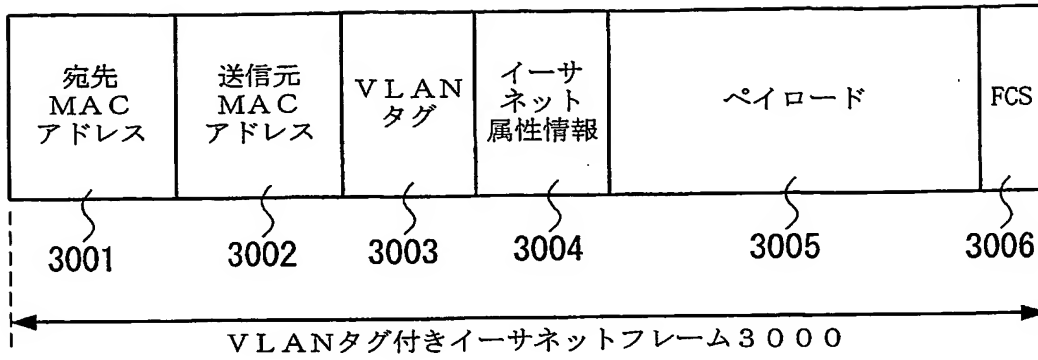 宛先
MAC
アドレス
送信元
MAC
アドレス
VLAN
タグ
イーサ
ネット
属性情報
ペイロード
FCS
3001
3002
3003
3004
3005
3006
VLANタグ付きイーサネットフレーム3000